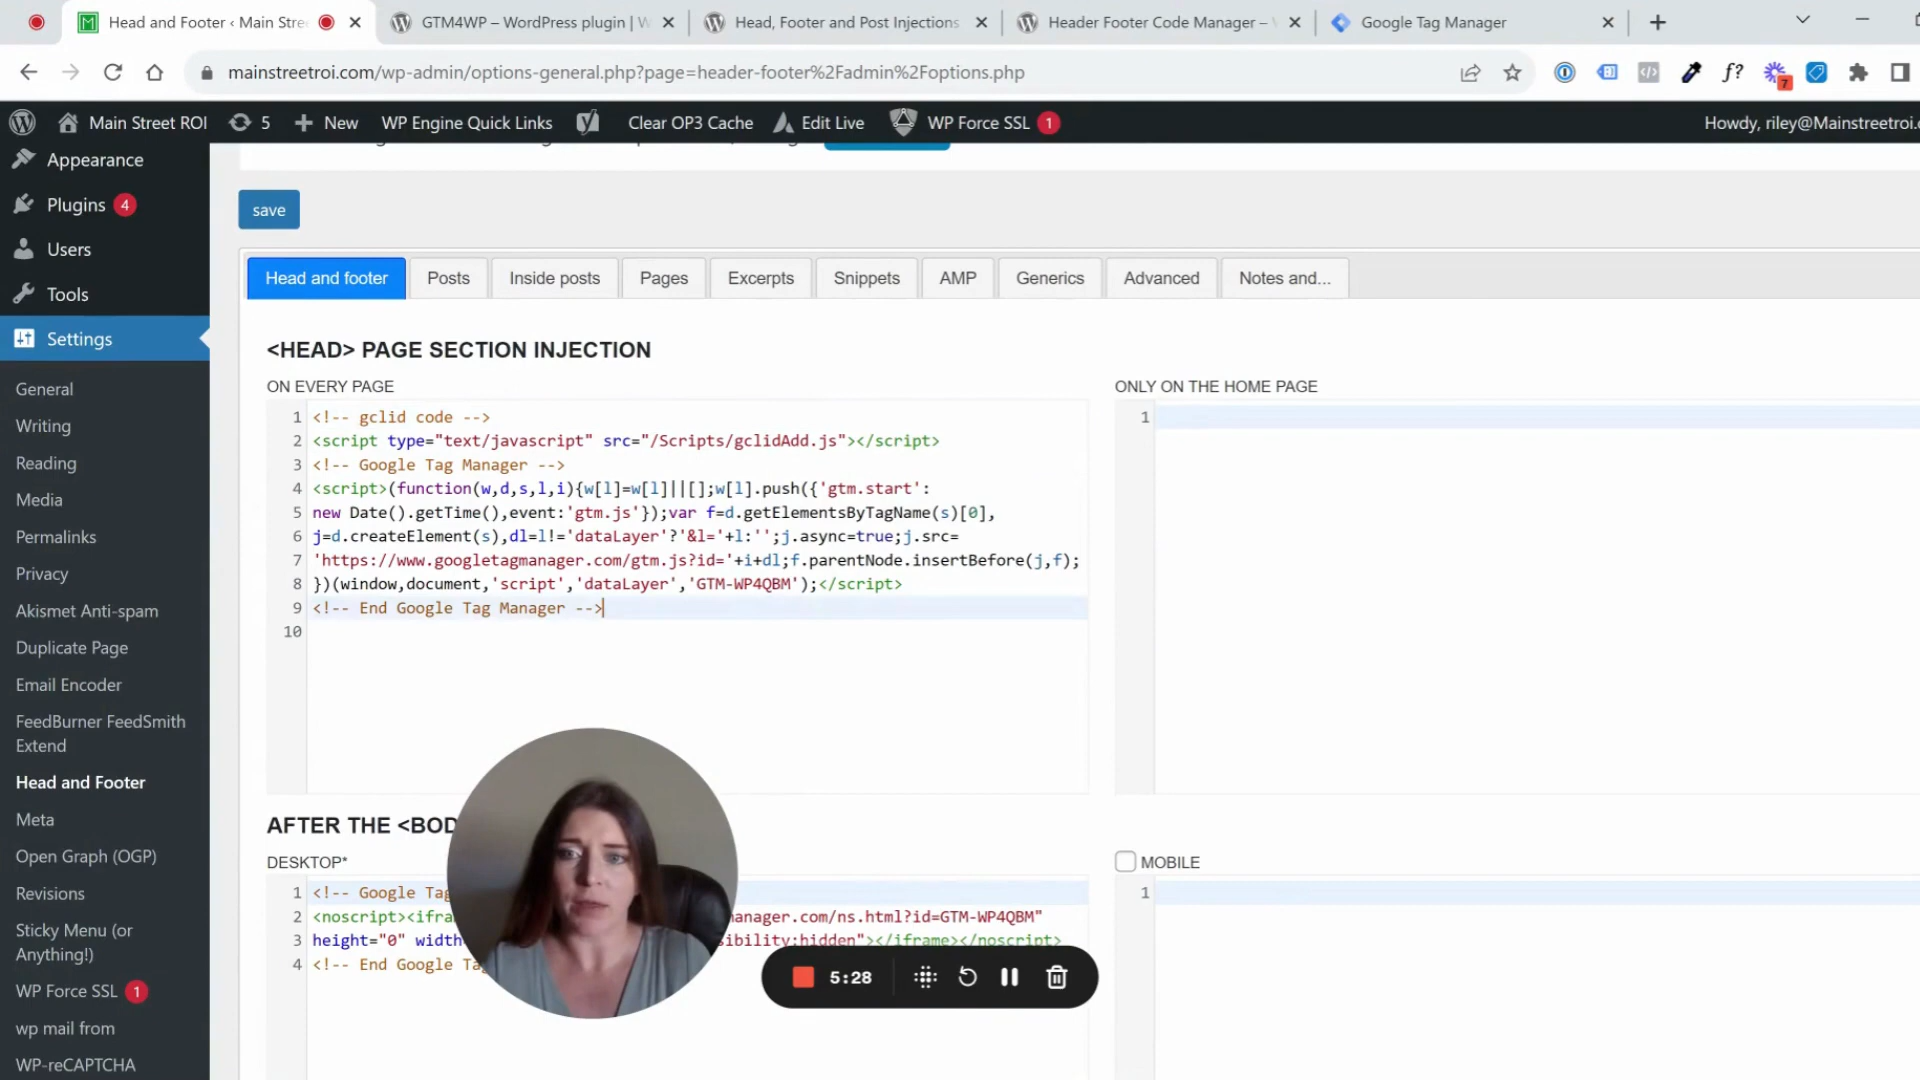 Head and Footer ‹ Main Stre
GTM4WP – WordPress plugin | W
Head, Footer and Post Injections
Header Footer Code Manager –
Google Tag Manager
mainstreetroi.com/wp-admin/options-general.php?page=header-footer%2Fadmin%2Foptions.php
f?
7
Main Street ROI
5
New
WP Engine Quick Links
Clear OP3 Cache
Edit Live
WP Force SSL 1
Howdy, riley@Mainstreetroi.c
Appearance
Plugins 4
Users
Tools
Settings
General
Writing
Reading
Media
Permalinks
Privacy
Akismet Anti-spam
Duplicate Page
Email Encoder
FeedBurner FeedSmith
Extend
Head and Footer
Meta
Open Graph (OGP)
Revisions
Sticky Menu (or
Anything!)
WP Force SSL 1
wp mail from
WP-reCAPTCHA
save
Head and footer
Posts
Inside posts
Pages
Excerpts
Snippets
AMP
Generics
Advanced
Notes and...
<HEAD> PAGE SECTION INJECTION
ON EVERY PAGE
1 <!-- gclid code -->
2 <script type="text/javascript" src="/Scripts/gclidAdd.js"></script>
3 <!-- Google Tag Manager -->
4 <script>(function(w,d,s,l,i){w[l]=w[l]||[];w[l].push({'gtm.start':
5 new Date().getTime(),event:'gtm.js'});var f=d.getElementsByTagName(s)[0],
6 j=d.createElement(s),dl=l!='dataLayer'?'&l='+l:'';j.async=true;j.src=
7 'https://www.googletagmanager.com/gtm.js?id='+i+dl;f.parentNode.insertBefore(j,f);
8 })(window,document,'script','dataLayer','GTM-WP4QBM');</script>
9 <!-- End Google Tag Manager -->
10
ONLY ON THE HOME PAGE
1
AFTER THE <BOD
DESKTOP*
1 <!-- Google Tag
2 <noscript><ifra manager.com/ns.html?id=GTM-WP4QBM"
3 height="0" width sibility:hidden"></iframe></noscript>
4 <!-- End Google Ta
MOBILE
1
5:28